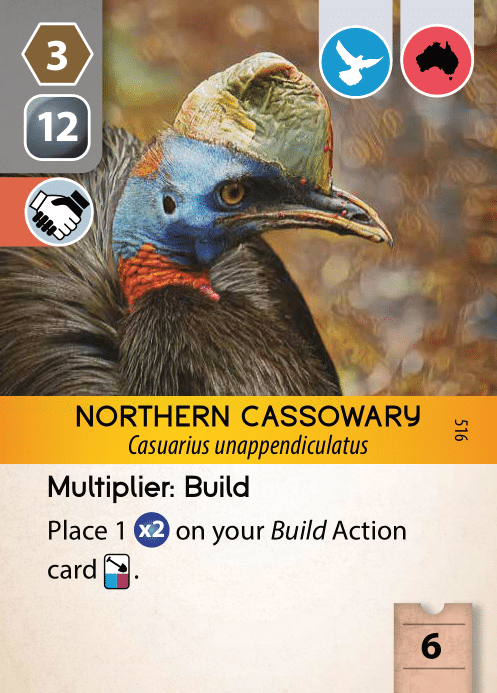 3
12
NORTHERN CASSOWARY
Casuarius unappendiculatus
516
Multiplier: Build
Place 1 x2 on your Build Action
card .
6